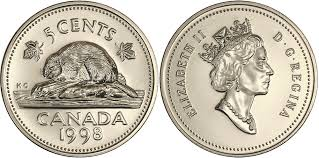 5 CENTS
K G
CANADA
1998
ELIZABETH II
D·G·REGINA